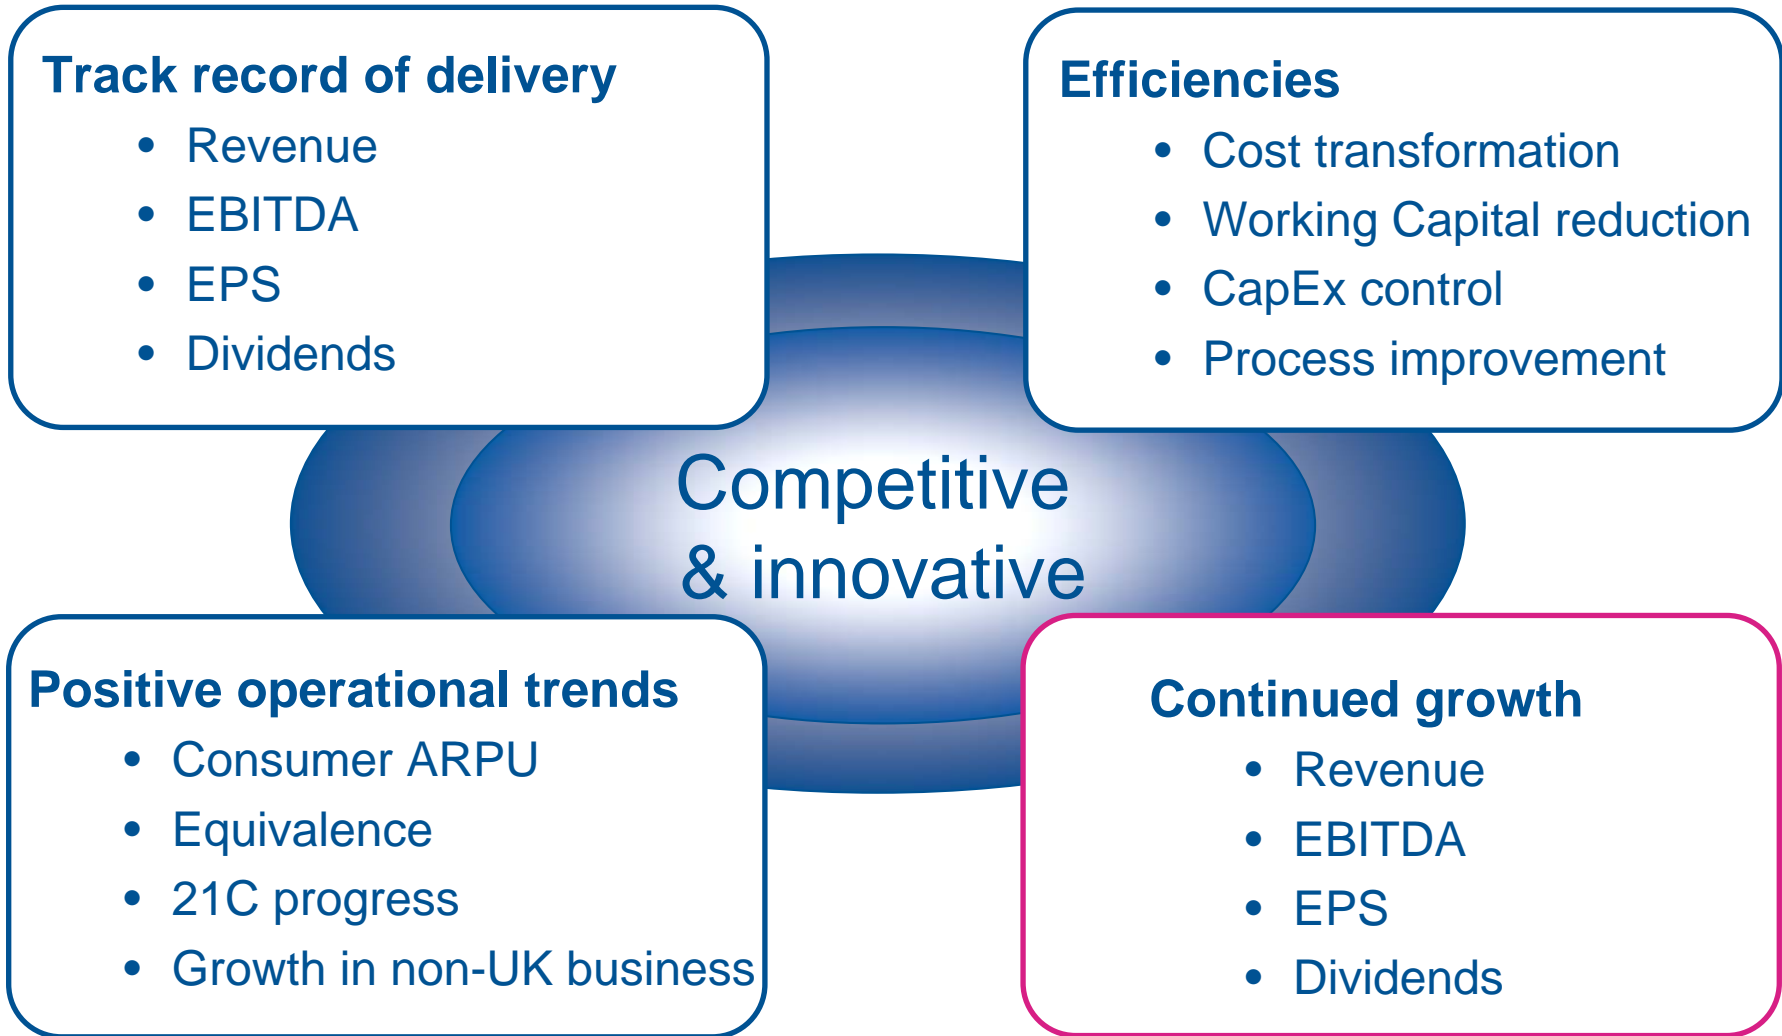 Track record of delivery
• Revenue
• EBITDA
• EPS
• Dividends
Efficiencies
• Cost transformation
• Working Capital reduction
• CapEx control
• Process improvement
Competitive
& innovative
Positive operational trends
• Consumer ARPU
• Equivalence
• 21C progress
• Growth in non-UK business
Continued growth
• Revenue
• EBITDA
• EPS
• Dividends